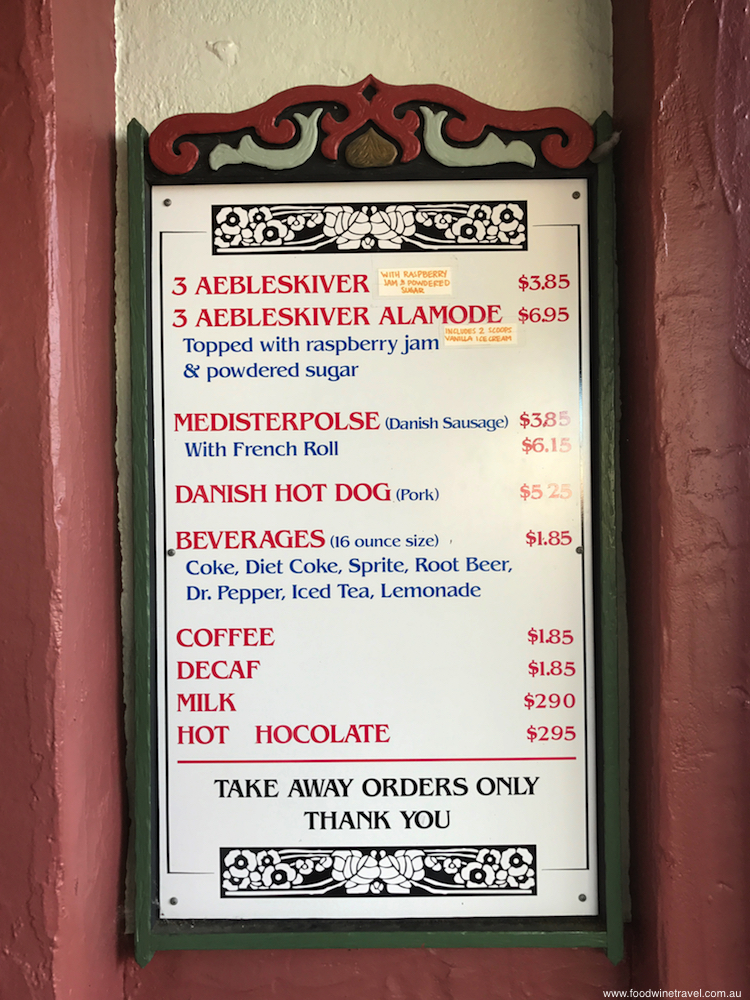 3 AEBLESKIVER WITH RASPBERRY JAM & POWDERED SUGAR $3.85
3 AEBLESKIVER ALAMODE $6.95
Topped with raspberry jam INCLUDES 2 SCOOPS VANILLA ICE CREAM
& powdered sugar
MEDISTERPOLSE (Danish Sausage) $3.85
With French Roll $6.15
DANISH HOT DOG (Pork) $5 25
BEVERAGES (16 ounce size) $1.85
Coke, Diet Coke, Sprite, Root Beer,
Dr. Pepper, Iced Tea, Lemonade
COFFEE $1.85
DECAF $1.85
MILK $290
HOT HOCOLATE $295
TAKE AWAY ORDERS ONLY
THANK YOU
www.foodwinetravel.com.au